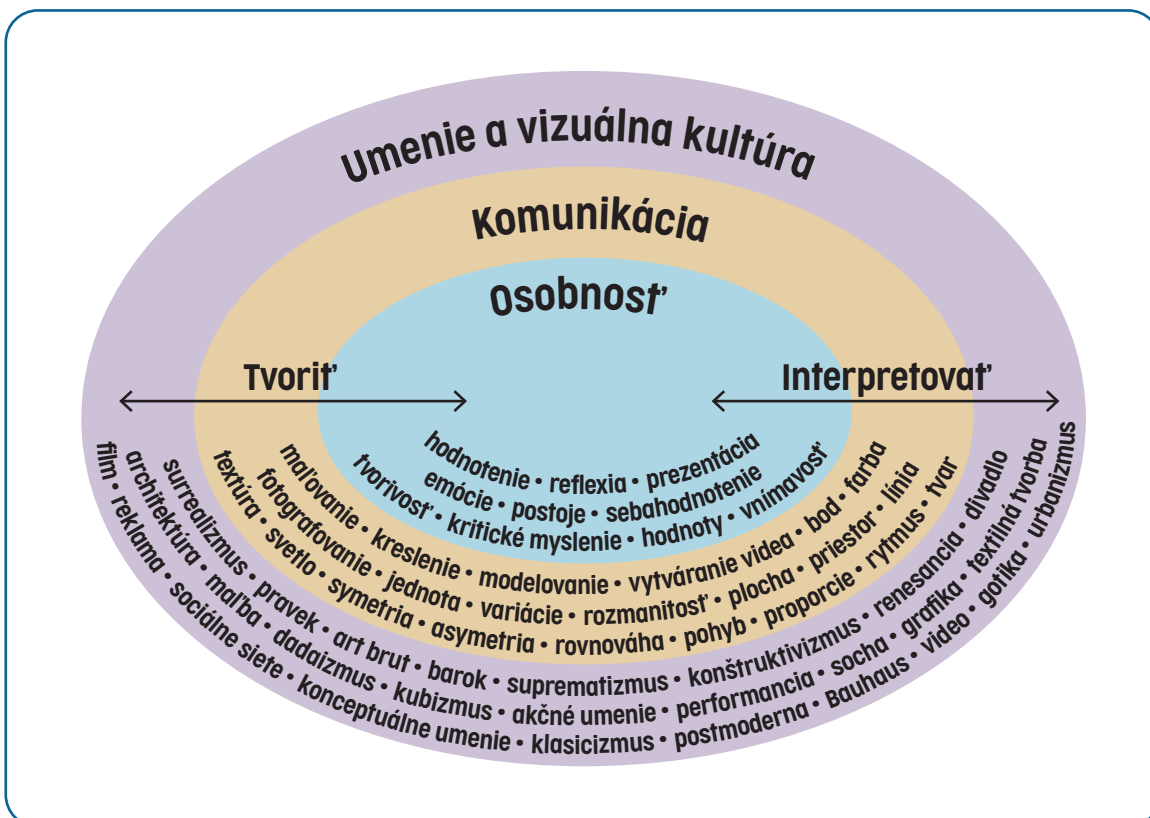 Umenie a vizuálna kultúra
Komunikácia
Osobnosť
Tvoriť
Interpretovať
hodnotenie • reflexia • prezentácia
emócie • postoje • sebahodnotenie
tvorivosť • kritické myslenie • hodnoty • vnímavosť
maľovanie • kreslenie • modelovanie • vytváranie videa • bod • farba
fotografovanie • jednota • variácie • rozmanitosť • plocha • priestor • línia
textúra • svetlo • symetria • asymetria • rovnováha • pohyb • proporcie • rytmus • tvar
surrealizmus • pravek • art brut • barok • suprematizmus • konštruktivizmus • renesancia • divadlo
architektúra • maľba • dadaizmus • kubizmus • akčné umenie • performancia • socha • grafika • textilná tvorba
film • reklama • sociálne siete • konceptuálne umenie • klasicizmus • postmoderna • Bauhaus • video • gotika • urbanizmus